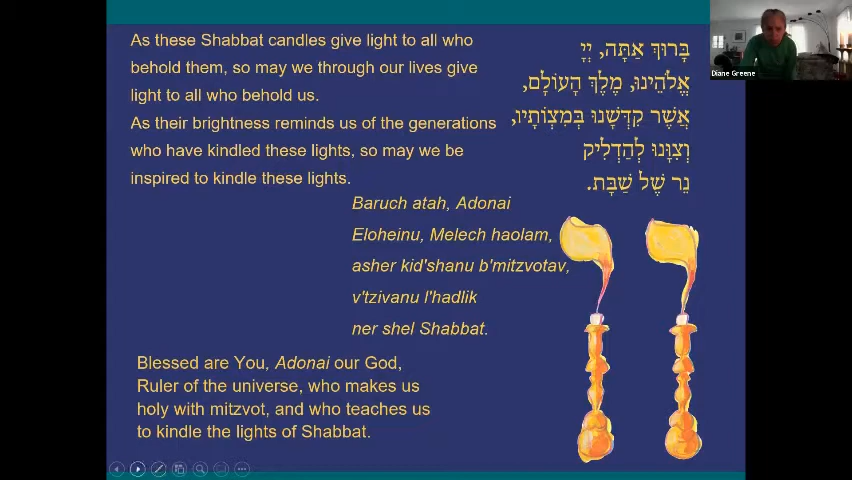 As these Shabbat candles give light to all who
behold them, so may we through our lives give
light to all who behold us.
As their brightness reminds us of the generations
who have kindled these lights, so may we be
inspired to kindle these lights.
בָּרוּךְ אַתָּה, יְיָ
אֱלֹהֵינוּ, מֶלֶךְ הָעוֹלָם,
אֲשֶׁר קִדְּשָׁנוּ בְּמִצְוֹתָיו,
וְצִוָּנוּ לְהַדְלִיק
נֵר שֶׁל שַׁבָּת.
Baruch atah, Adonai
Eloheinu, Melech haolam,
asher kid'shanu b'mitzvotav,
v'tzivanu l'hadlik
ner shel Shabbat.
Blessed are You, Adonai our God,
Ruler of the universe, who makes us
holy with mitzvot, and who teaches us
to kindle the lights of Shabbat.
Diane Greene